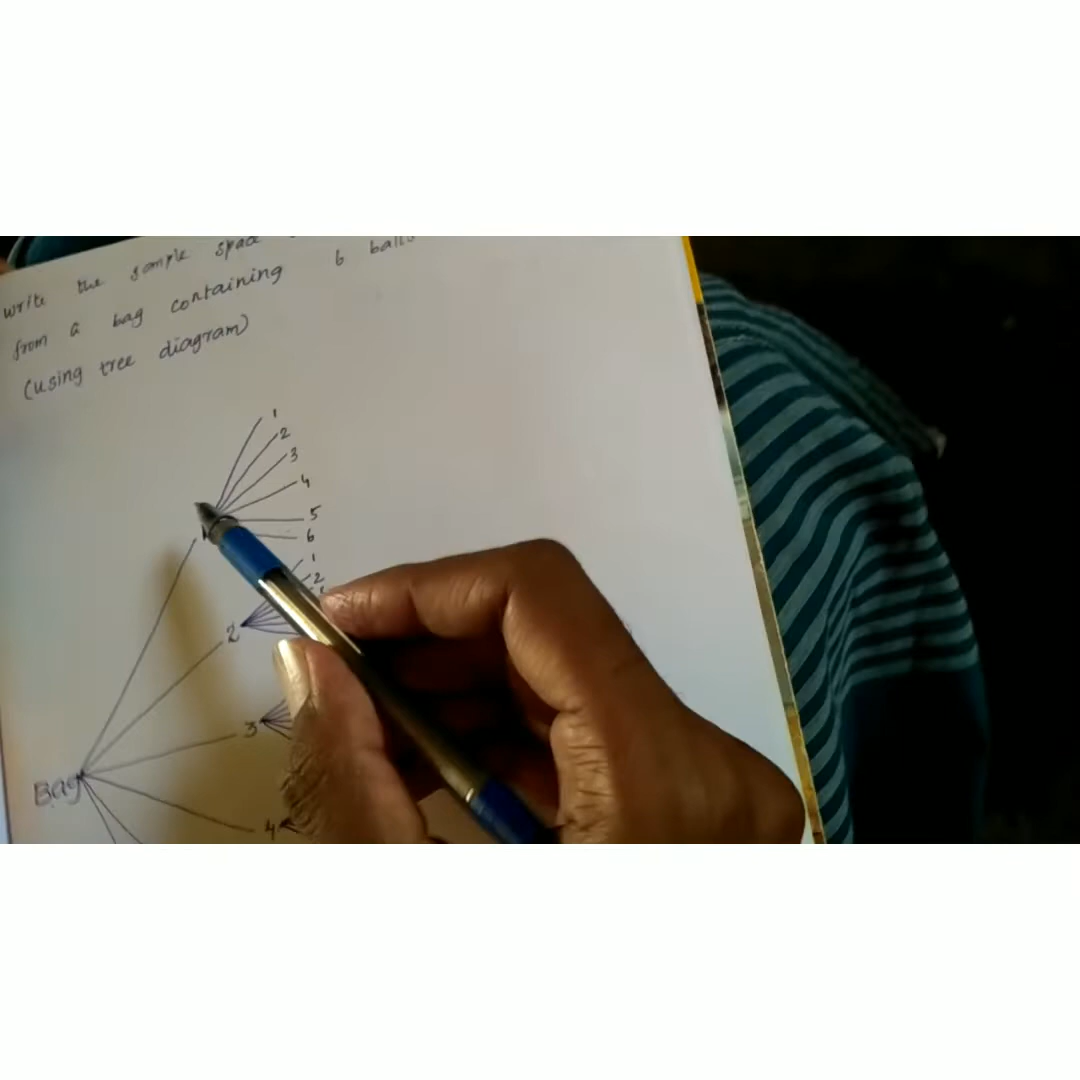 write the sample space
from a bag containing 6 balls
(using tree diagram)
1
2
3
4
5
6
1
2
2
3
Bag
4